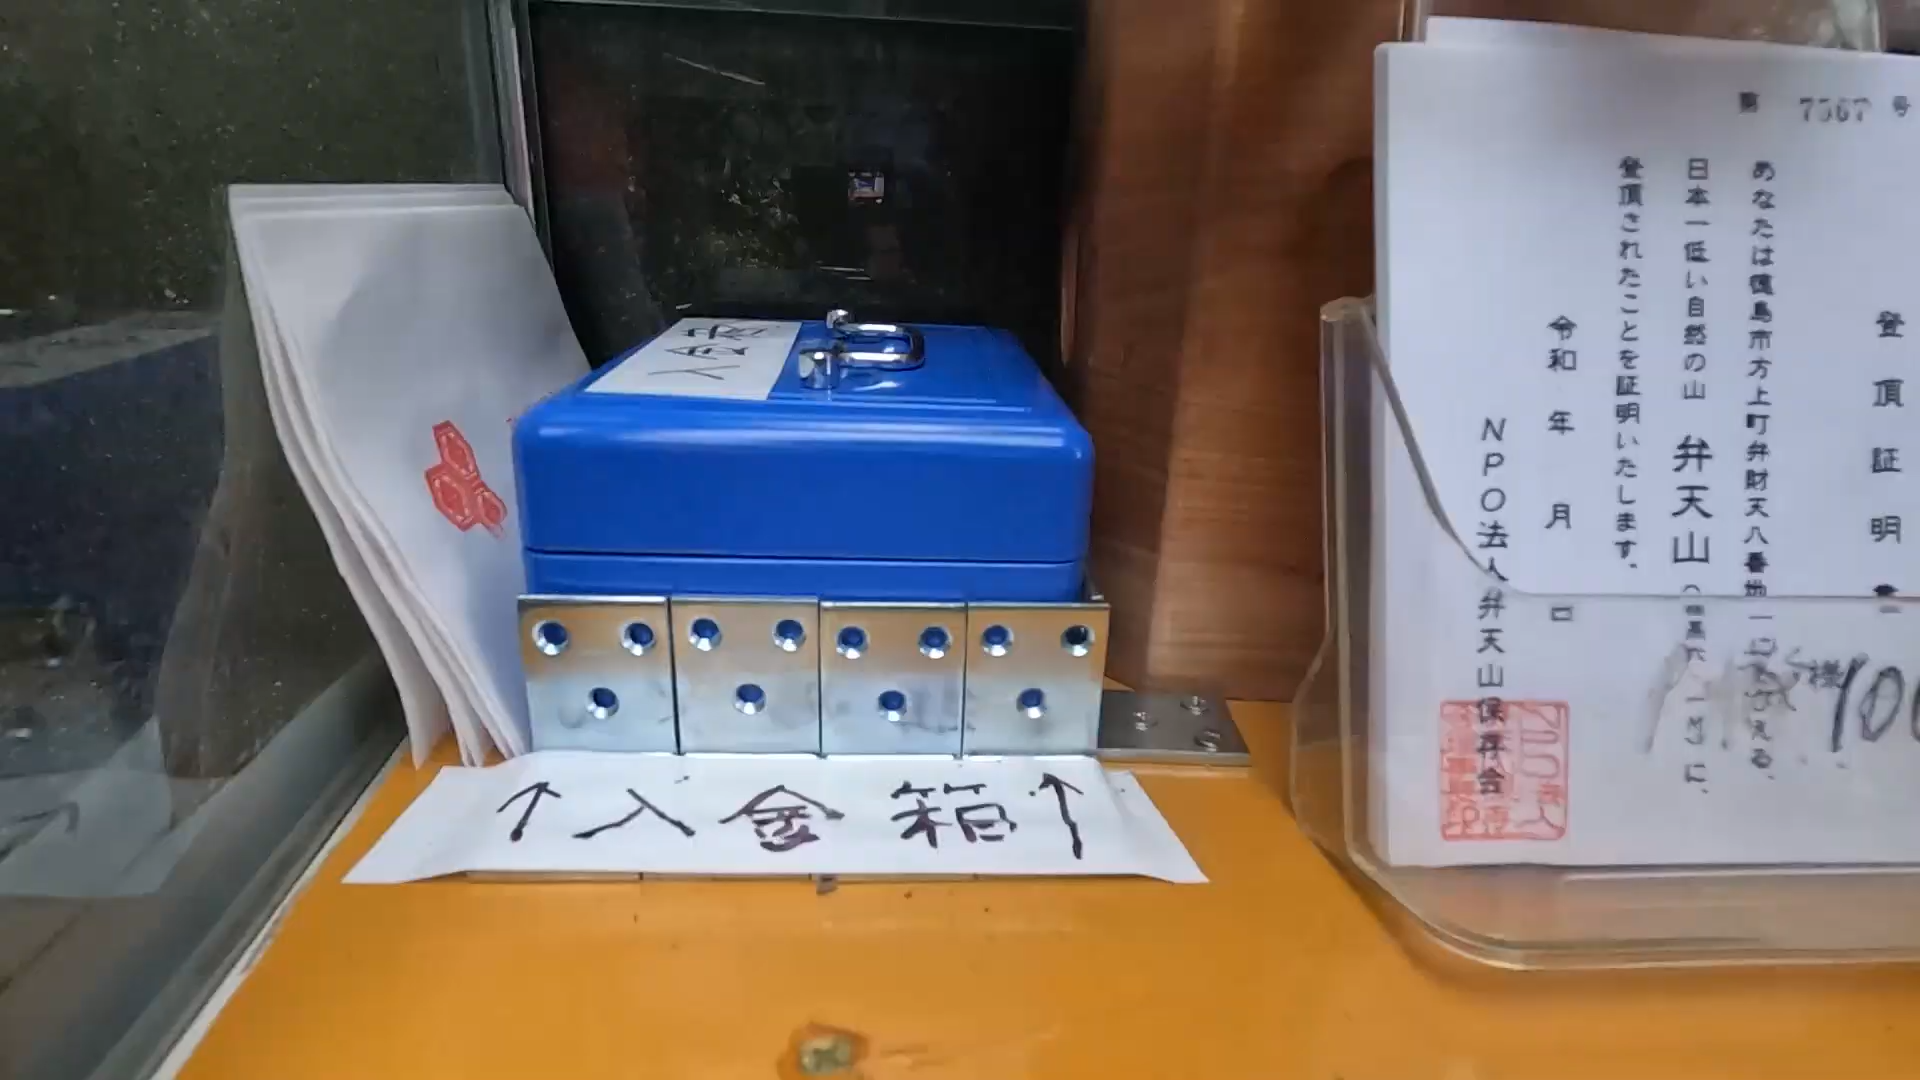 入金箱
↑入金箱↑
第 7567 号
登頂証明書
あなたは徳島市方上町弁財天八番地一にそびえる、
日本一低い自然の山 弁天山
登頂されたことを証明いたします。
令和 年 月 日
NPO法人弁天山保存会
様
100